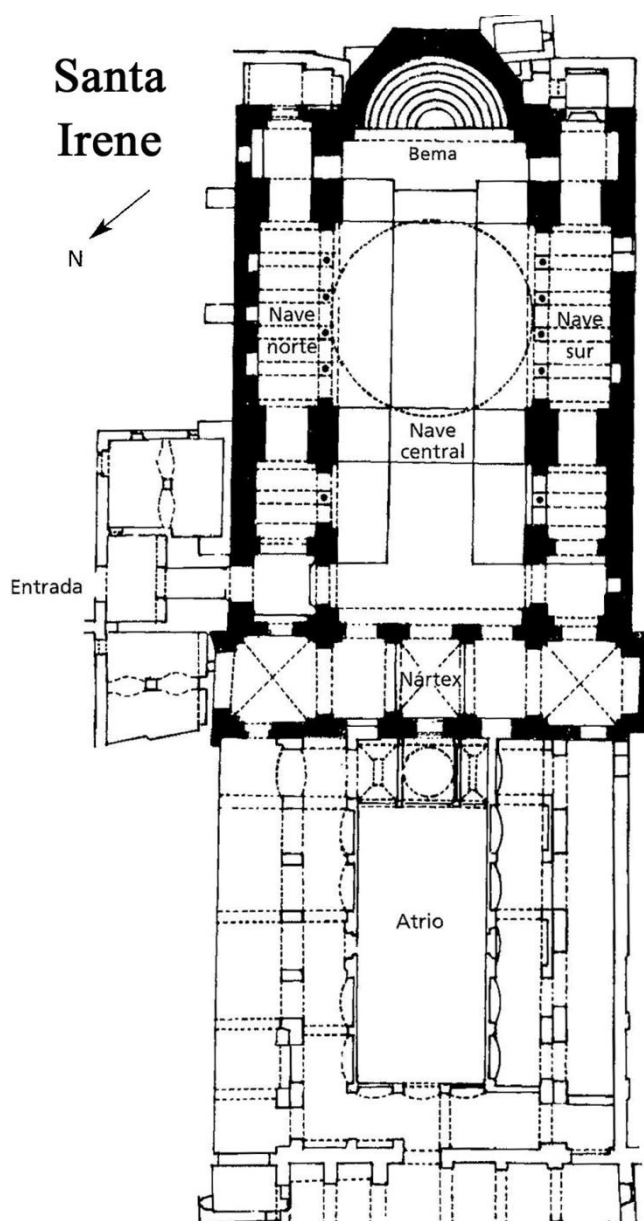 Santa
Irene
N
Bema
Nave
norte
Nave
sur
Nave
central
Entrada
Nártex
Atrio